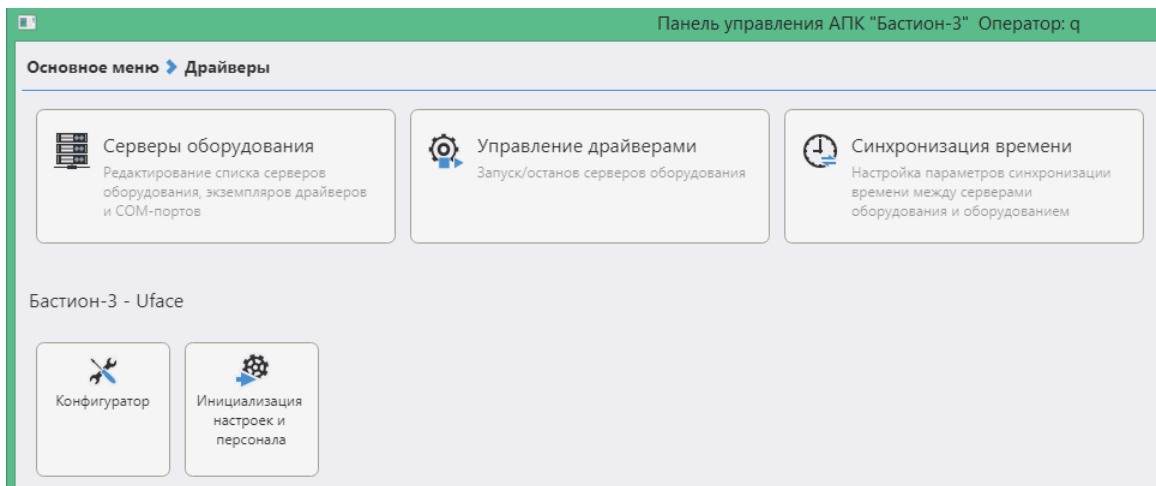 Панель управления АПК "Бастион-3" Оператор: q
Основное меню Драйверы
Серверы оборудования
Редактирование списка серверов
оборудования, экземпляров драйверов
и COM-портов
Управление драйверами
Запуск/останов серверов оборудования
Синхронизация времени
Настройка параметров синхронизации
времени между серверами
оборудования и оборудованием
Бастион-3 - Uface
Конфигуратор
Инициализация
настроек и
персонала